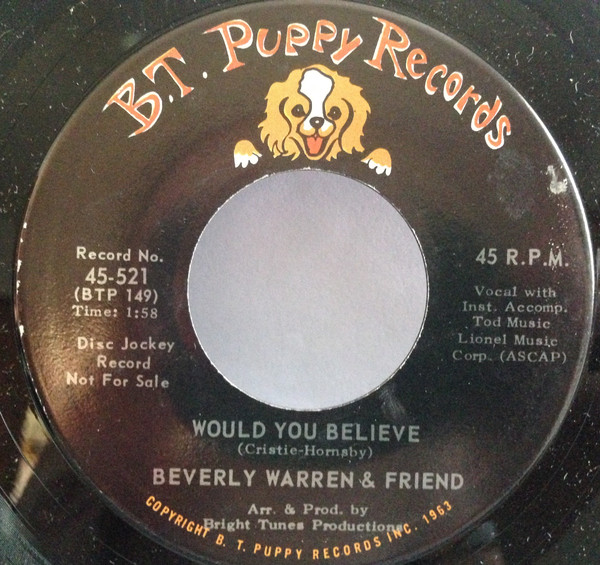 B.T. PUPPY RECORDS
Record No.
45-521
(BTP 149)
Time: 1:58
Disc Jockey
Record
Not For Sale
45 R.P.M.
Vocal with
Inst. Accomp.
Tod Music
Lionel Music
Corp. (ASCAP)
WOULD YOU BELIEVE
(Cristie-Hornsby)
BEVERLY WARREN & FRIEND
Arr. & Prod. by
Bright Tunes Productions
COPYRIGHT B. T. PUPPY RECORDS INC. 1963